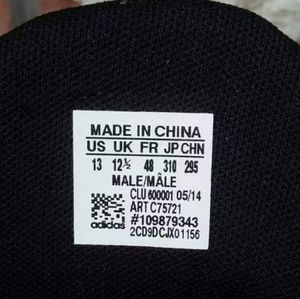 MADE IN CHINA
US UK FR JP CHN
13 12½ 48 310 295
MALE/MÂLE
CLU 600001 05/14
ART C75721
#109879343
adidas 2CD9DCJX01156